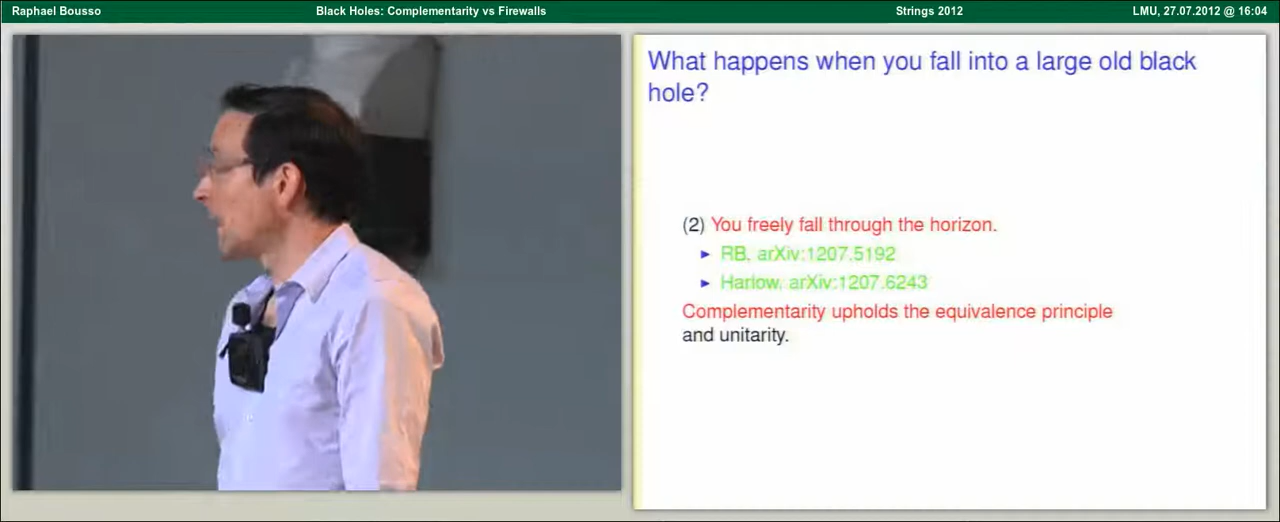 Raphael Bousso
Black Holes: Complementarity vs Firewalls
Strings 2012
LMU, 27.07.2012 @ 16:04
What happens when you fall into a large old black
hole?
(2) You freely fall through the horizon.
► RB, arXiv:1207.5192
► Harlow, arXiv:1207.6243
Complementarity upholds the equivalence principle
and unitarity.